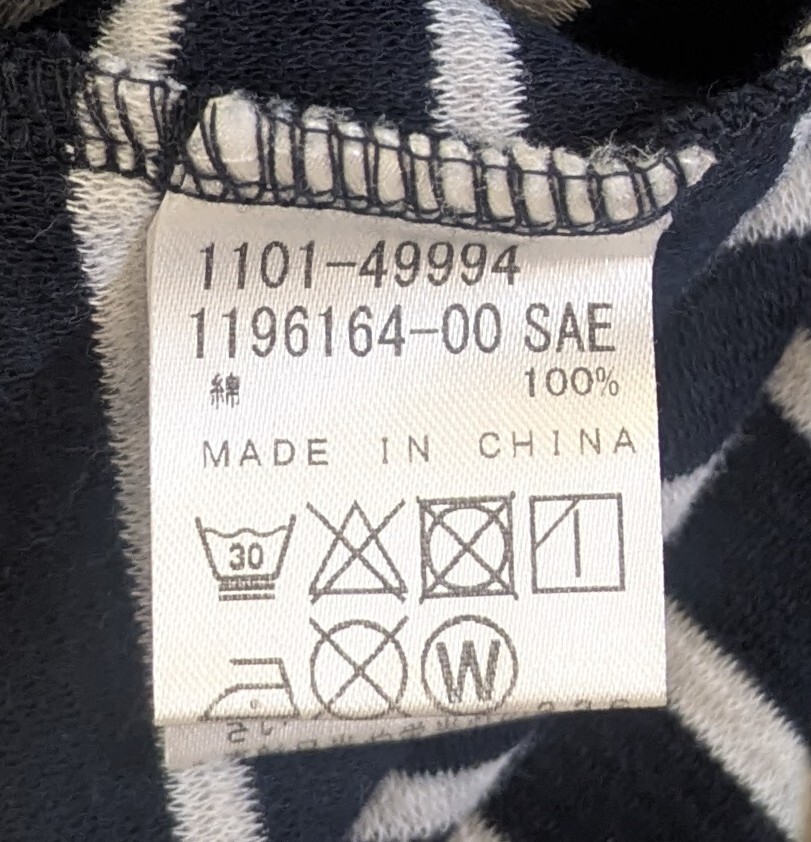 1101-49994
1196164-00 SAE
綿 100%
MADE IN CHINA
30
W